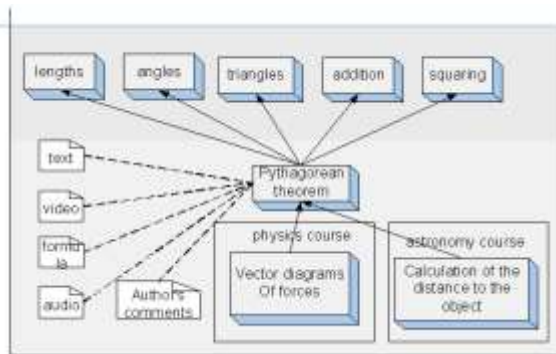 lengths
angles
triangles
addition
squaring
text
video
formu
la
audio
Author's
comments
Pythagorean
theorem
physics course
Vector diagrams
Of forces
astronomy course
Calculation of the
distance to the
object